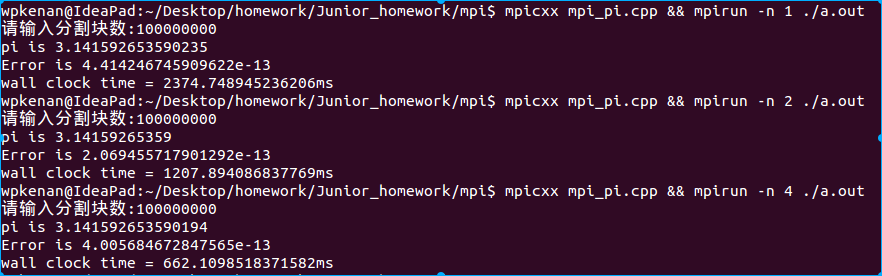 wpkenan@IdeaPad:~/Desktop/homework/Junior_homework/mpi$ mpicxx mpi_pi.cpp && mpirun -n 1 ./a.out
请输入分割块数:100000000
pi is 3.141592653590235
Error is 4.414246745909622e-13
wall clock time = 2374.748945236206ms
wpkenan@IdeaPad:~/Desktop/homework/Junior_homework/mpi$ mpicxx mpi_pi.cpp && mpirun -n 2 ./a.out
请输入分割块数:100000000
pi is 3.14159265359
Error is 2.069455717901292e-13
wall clock time = 1207.894086837769ms
wpkenan@IdeaPad:~/Desktop/homework/Junior_homework/mpi$ mpicxx mpi_pi.cpp && mpirun -n 4 ./a.out
请输入分割块数:100000000
pi is 3.141592653590194
Error is 4.005684672847565e-13
wall clock time = 662.1098518371582ms